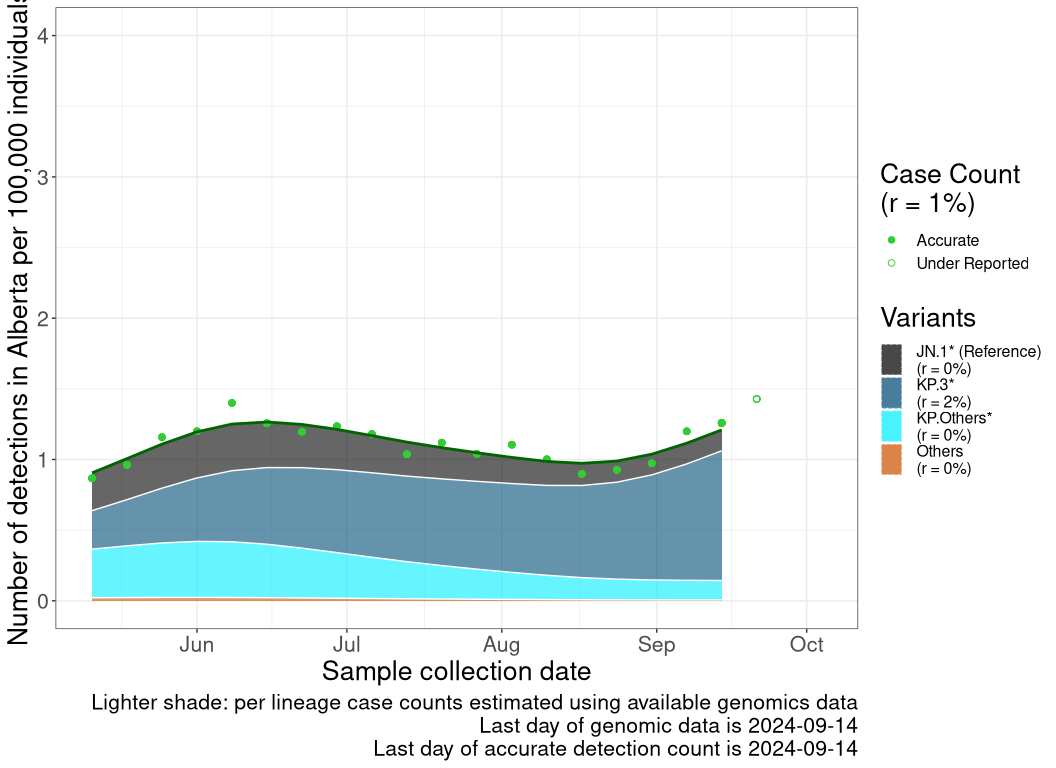 Number of detections in Alberta per 100,000 individuals
4
3
2
1
0
Jun
Jul
Aug
Sep
Oct
Sample collection date
Lighter shade: per lineage case counts estimated using available genomics data
Last day of genomic data is 2024-09-14
Last day of accurate detection count is 2024-09-14
Case Count
(r = 1%)
Accurate
Under Reported
Variants
JN.1* (Reference)
(r = 0%)
KP.3*
(r = 2%)
KP.Others*
(r = 0%)
Others
(r = 0%)